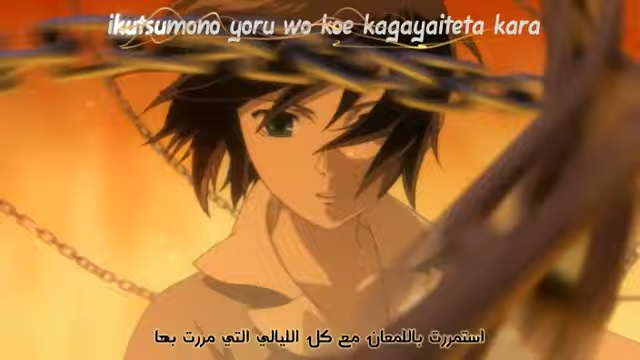 ikutsumono yoru wo koe kagayaiteta kara
استمررت باللمعان مع كل الليالي التي مررت بها